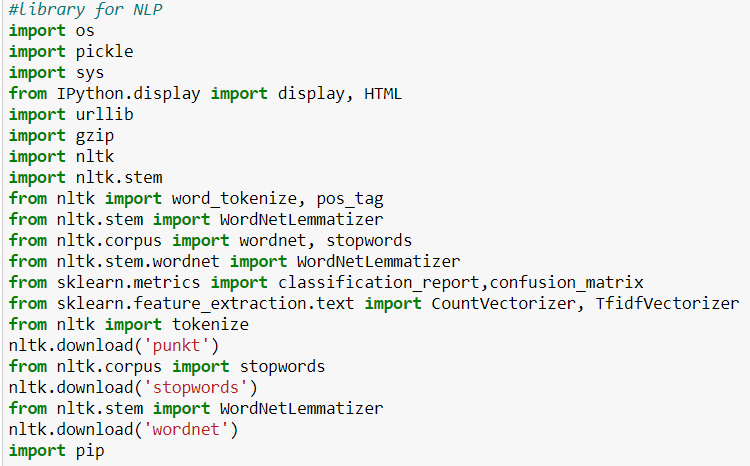 #library for NLP
import os
import pickle
import sys
from IPython.display import display, HTML
import urllib
import gzip
import nltk
import nltk.stem
from nltk import word_tokenize, pos_tag
from nltk.stem import WordNetLemmatizer
from nltk.corpus import wordnet, stopwords
from nltk.stem.wordnet import WordNetLemmatizer
from sklearn.metrics import classification_report,confusion_matrix
from sklearn.feature_extraction.text import CountVectorizer, TfidfVectorizer
from nltk import tokenize
nltk.download('punkt')
from nltk.corpus import stopwords
nltk.download('stopwords')
from nltk.stem import WordNetLemmatizer
nltk.download('wordnet')
import pip